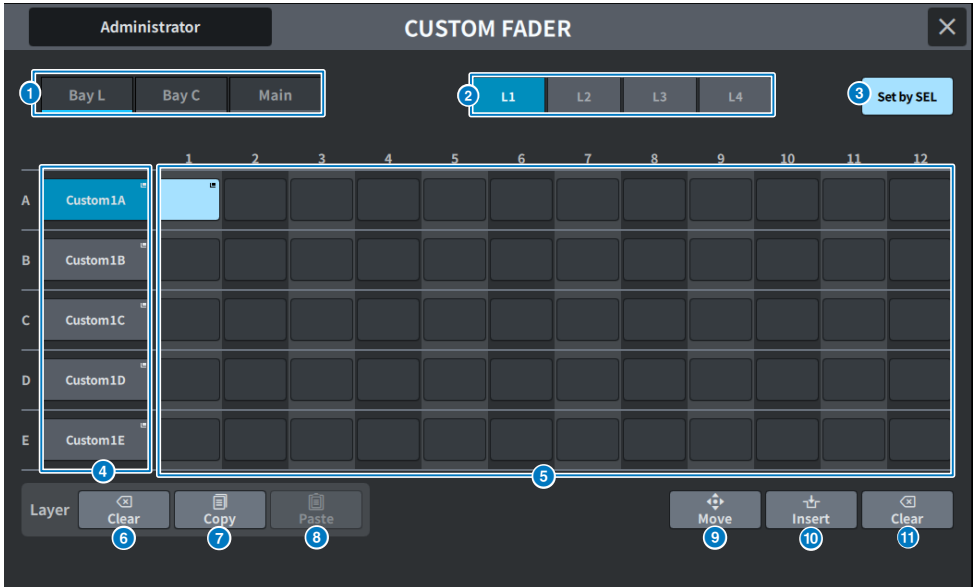 Administrator
CUSTOM FADER
1 Bay L Bay C Main
2 L1 L2 L3 L4
3 Set by SEL
1 2 3 4 5 6 7 8 9 10 11 12
A Custom1A
B Custom1B
C Custom1C
D Custom1D
E Custom1E
4
5
Layer Clear Copy Paste Move Insert Clear
6 7 8 9 10 11